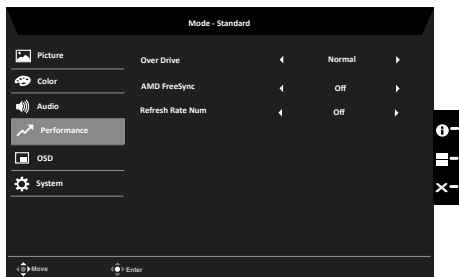 Mode - Standard
Picture
Color
Audio
Performance
OSD
System
Over Drive Normal
AMD FreeSync Off
Refresh Rate Num Off
Move Enter